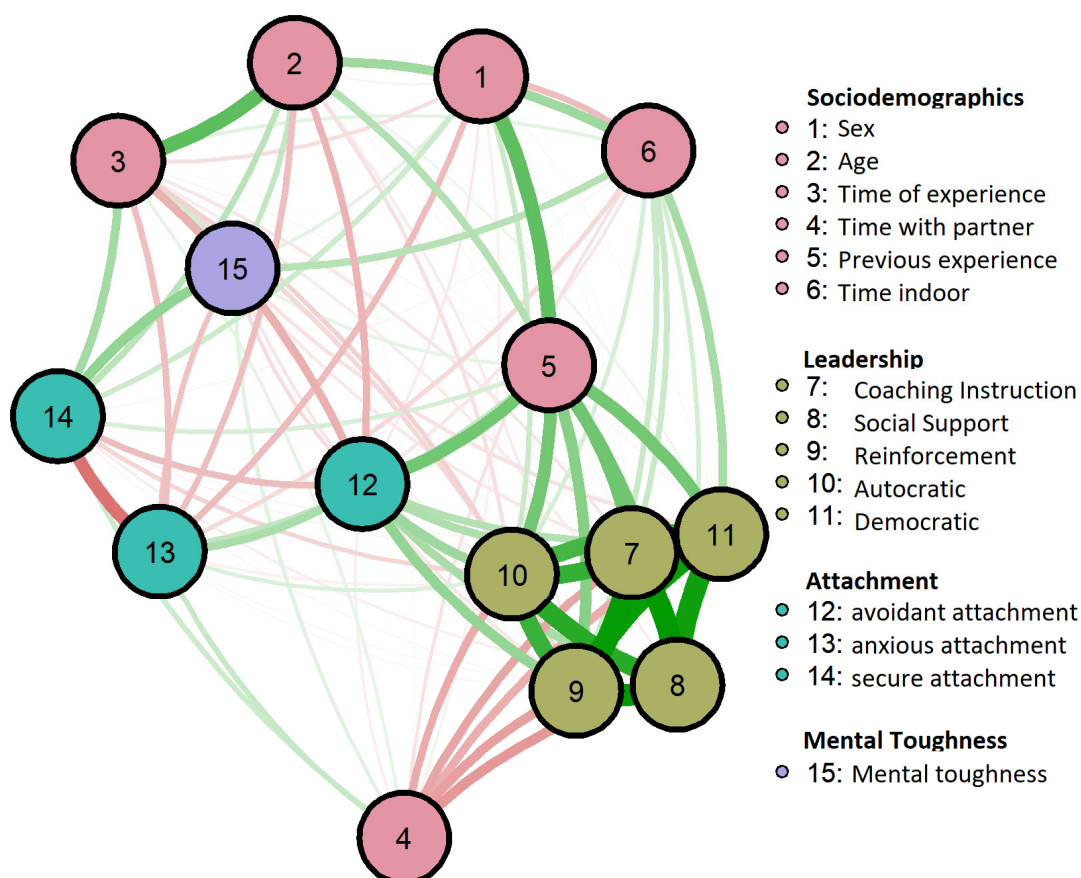 2
1
6
3
15
5
14
12
13
10
7
11
9
8
4
Sociodemographics
1: Sex
2: Age
3: Time of experience
4: Time with partner
5: Previous experience
6: Time indoor
Leadership
7: Coaching Instruction
8: Social Support
9: Reinforcement
10: Autocratic
11: Democratic
Attachment
12: avoidant attachment
13: anxious attachment
14: secure attachment
Mental Toughness
15: Mental toughness